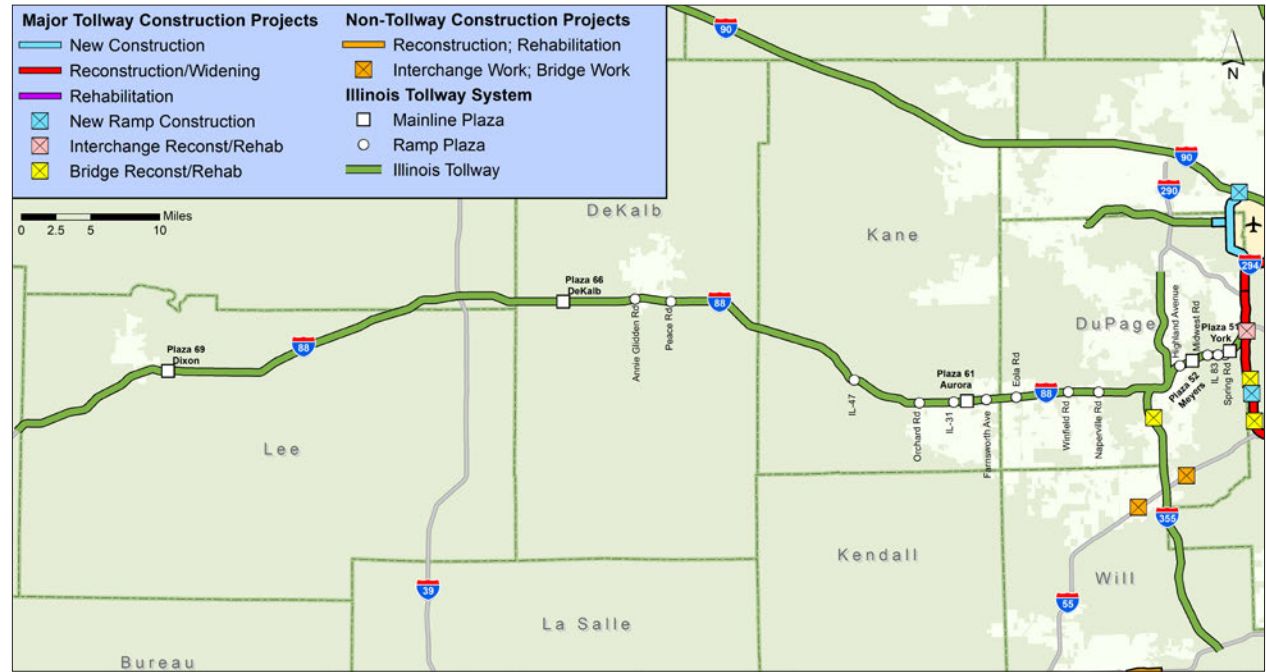 Major Tollway Construction Projects
New Construction
Reconstruction/Widening
Rehabilitation
New Ramp Construction
Interchange Reconst/Rehab
Bridge Reconst/Rehab
Non-Tollway Construction Projects
Reconstruction; Rehabilitation
Interchange Work; Bridge Work
Illinois Tollway System
Mainline Plaza
Ramp Plaza
Illinois Tollway
Miles
0 2.5 5 10
N
90
90
290
294
DeKalb
Kane
DuPage
Plaza 66
DeKalb
Annie Glidden Rd
Peace Rd
88
88
Plaza 69
Dixon
IL-47
Orchard Rd
IL-31
Plaza 61
Aurora
Farnsworth Ave
Eola Rd
88
Winfield Rd
Naperville Rd
Highland Avenue
Plaza 52
Meyers
Midwest Rd
IL 83
Spring Rd
Plaza 51
York
Lee
Kendall
355
Will
39
55
La Salle
Bureau